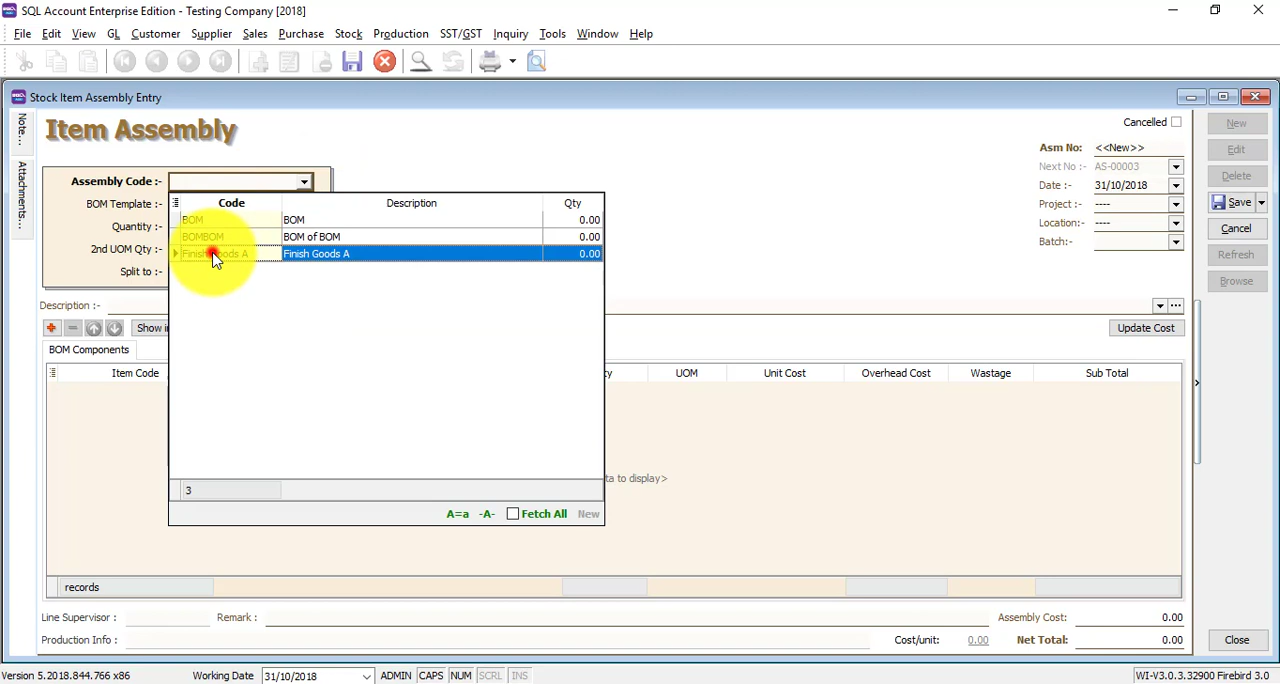 SQL Account Enterprise Edition - Testing Company [2018]
File Edit View GL Customer Supplier Sales Purchase Stock Production SST/GST Inquiry Tools Window Help
Stock Item Assembly Entry
Note...
Attachments...
Item Assembly
Cancelled
Assembly Code :-
BOM Template :-
Quantity :-
2nd UOM Qty :-
Split to :-
Asm No: <<New>>
Next No :- AS-00003
Date :- 31/10/2018
Project :- ----
Location:- ----
Batch:-
New
Edit
Delete
Save
Cancel
Refresh
Browse
Code Description Qty
BOM BOM 0.00
BOMBOM BOM of BOM 0.00
Finish Goods A Finish Goods A 0.00
3
A=a -A- Fetch All New
Description :-
Show
Update Cost
BOM Components
Item Code UOM Unit Cost Overhead Cost Wastage Sub Total
to display>
records
Line Supervisor : Remark : Assembly Cost: 0.00
Production Info : Cost/unit: 0.00 Net Total: 0.00
Close
Version 5.2018.844.766 x86 Working Date 31/10/2018 ADMIN CAPS NUM SCRL INS WI-V3.0.3.32900 Firebird 3.0